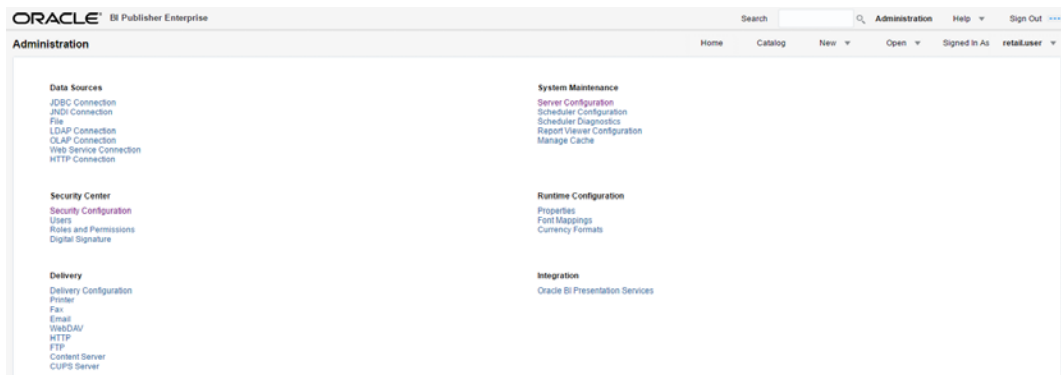 ORACLE® BI Publisher Enterprise
Search Administration Help Sign Out
Administration
Home Catalog New Open Signed In As retail.user
Data Sources
JDBC Connection
JNDI Connection
File
LDAP Connection
OLAP Connection
Web Service Connection
HTTP Connection
System Maintenance
Server Configuration
Scheduler Configuration
Scheduler Diagnostics
Report Viewer Configuration
Manage Cache
Security Center
Security Configuration
Users
Roles and Permissions
Digital Signature
Runtime Configuration
Properties
Font Mappings
Currency Formats
Delivery
Delivery Configuration
Printer
Fax
Email
WebDAV
HTTP
FTP
Content Server
CUPS Server
Integration
Oracle BI Presentation Services